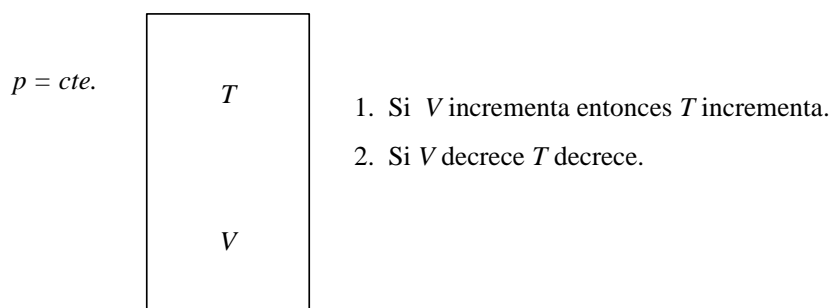 p = cte.
T
1. Si V incrementa entonces T incrementa.
2. Si V decrece T decrece.
V